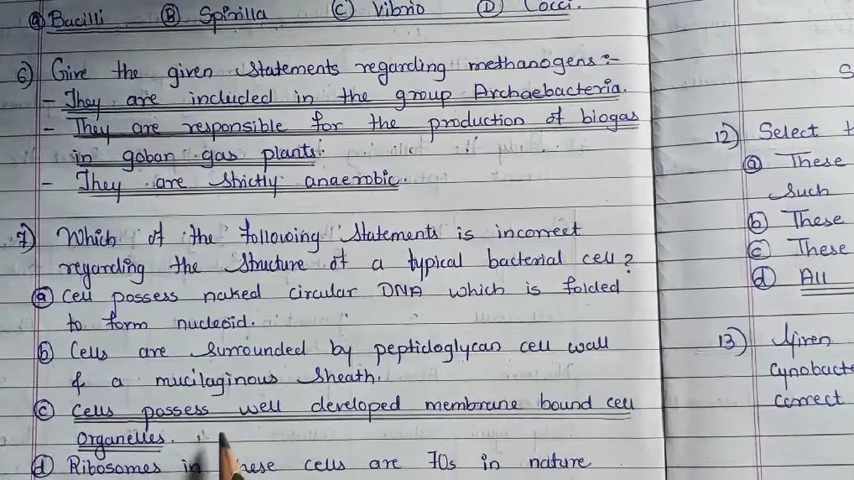 (a) Bacilli (B) Spirilla (C) Vibrio (D) Cocci.
6) Give the given statements regarding methanogens:-
- They are included in the group Archaebacteria.
- They are responsible for the production of biogas
in gobar gas plants.
- They are strictly anaerobic.
7) Which of the following statements is incorrect
regarding the structure of a typical bacterial cell?
(a) Cell possess naked circular DNA which is folded
to form nucleoid.
(b) Cells are surrounded by peptidoglycan cell wall
& a mucilaginous sheath.
(c) Cells possess well developed membrane bound cell
organelles.
(d) Ribosomes in these cells are 70s in nature
S
12) Select t
(a) These
such
(b) These
(c) These
(d) All
13) Given
cynobacte
correct